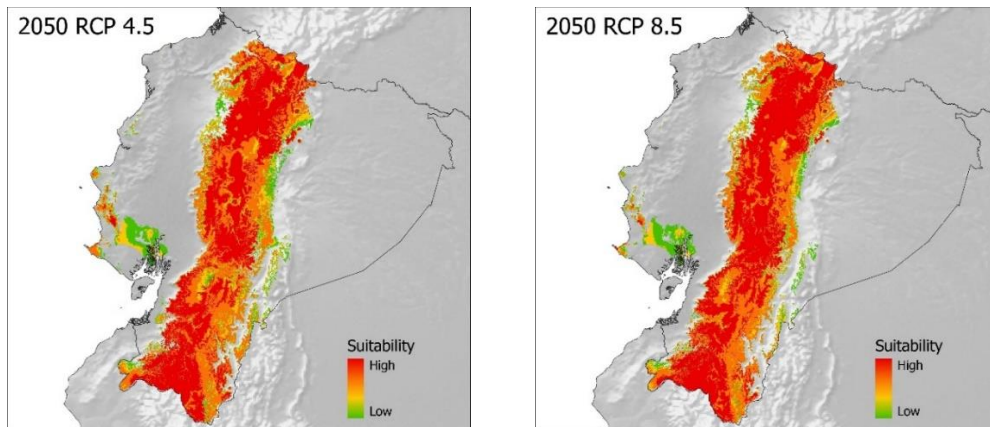 2050 RCP 4.5
Suitability
High
Low
2050 RCP 8.5
Suitability
High
Low